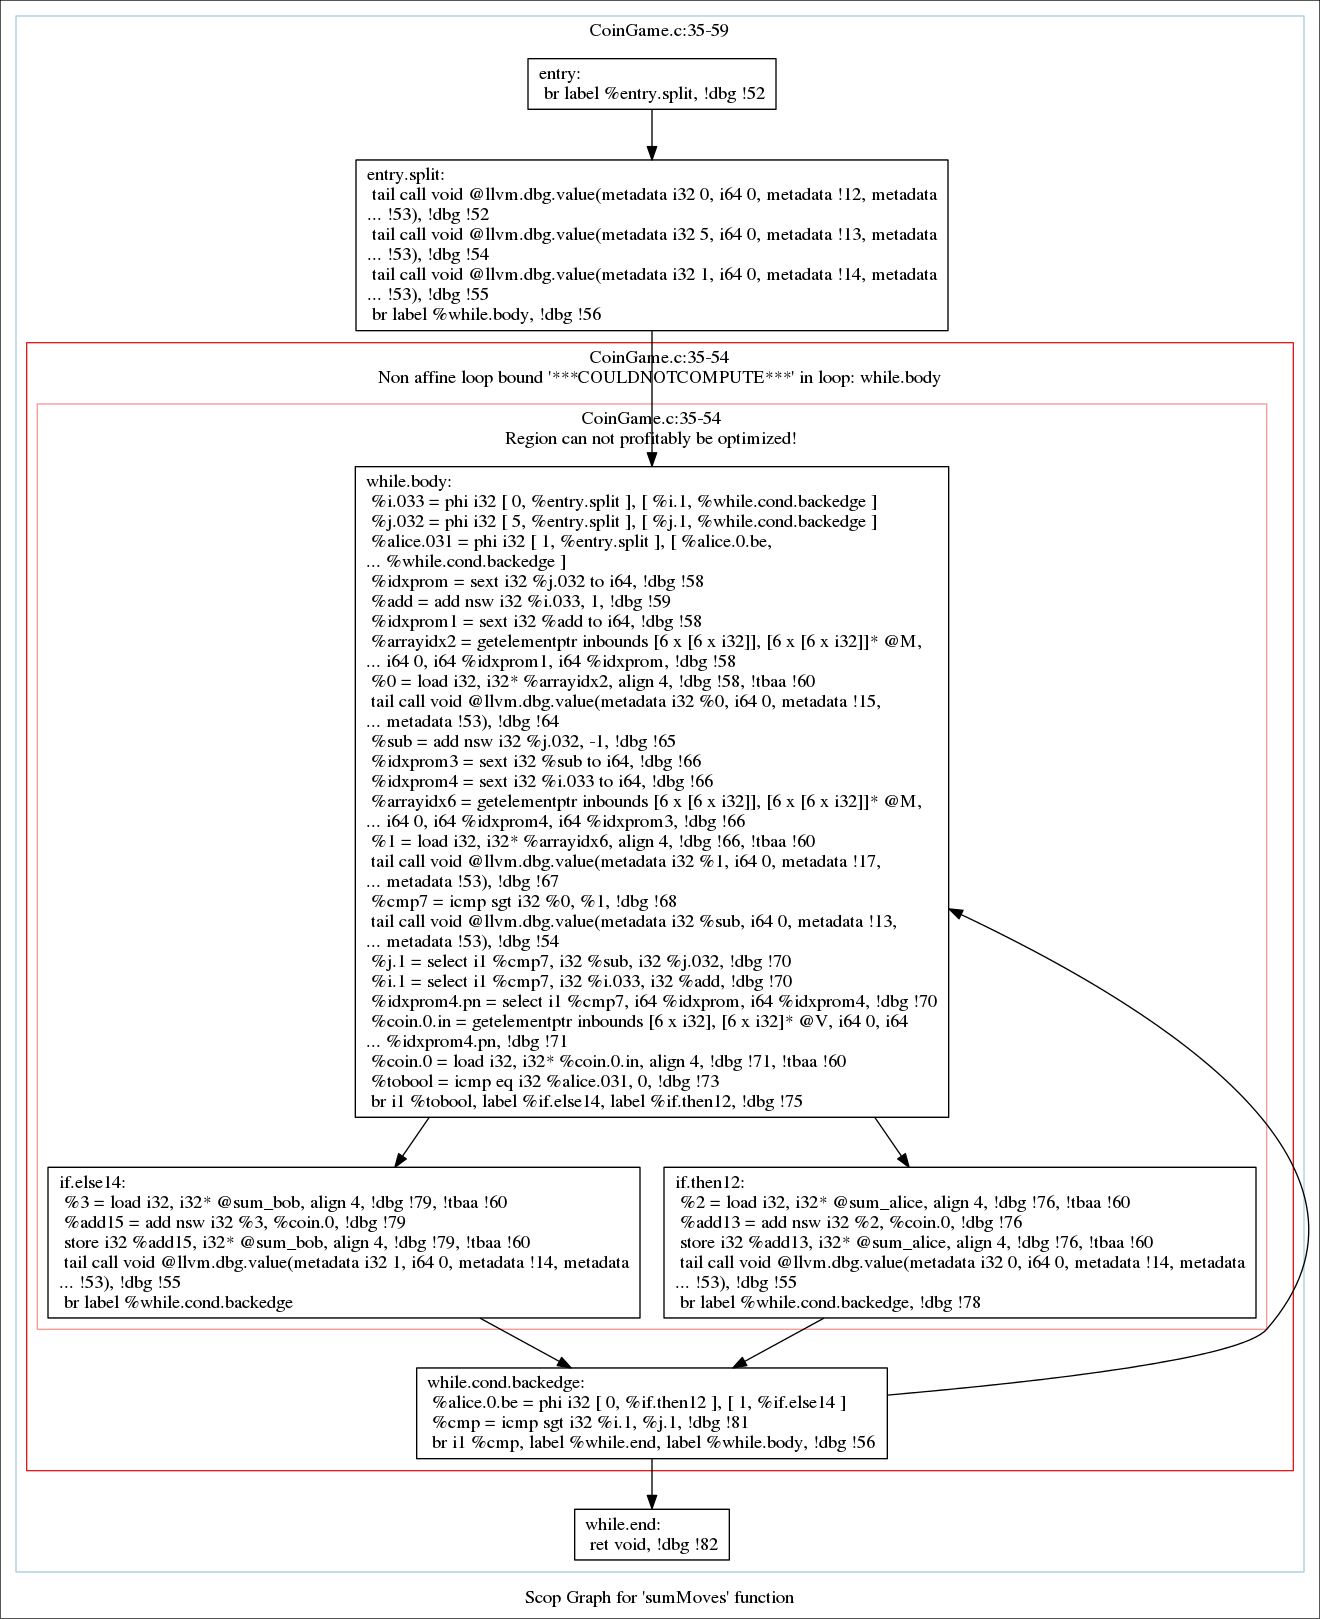 CoinGame.c:35-59
entry:
br label %entry.split, !dbg !52
entry.split:
tail call void @llvm.dbg.value(metadata i32 0, i64 0, metadata !12, metadata
... !53), !dbg !52
tail call void @llvm.dbg.value(metadata i32 5, i64 0, metadata !13, metadata
... !53), !dbg !54
tail call void @llvm.dbg.value(metadata i32 1, i64 0, metadata !14, metadata
... !53), !dbg !55
br label %while.body, !dbg !56
CoinGame.c:35-54
Non affine loop bound '***COULDNOTCOMPUTE***' in loop: while.body
CoinGame.c:35-54
Region can not profitably be optimized!
while.body:
%i.033 = phi i32 [ 0, %entry.split ], [ %i.1, %while.cond.backedge ]
%j.032 = phi i32 [ 5, %entry.split ], [ %j.1, %while.cond.backedge ]
%alice.031 = phi i32 [ 1, %entry.split ], [ %alice.0.be,
... %while.cond.backedge ]
%idxprom = sext i32 %j.032 to i64, !dbg !58
%add = add nsw i32 %i.033, 1, !dbg !59
%idxprom1 = sext i32 %add to i64, !dbg !58
%arrayidx2 = getelementptr inbounds [6 x [6 x i32]], [6 x [6 x i32]]* @M,
... i64 0, i64 %idxprom1, i64 %idxprom, !dbg !58
%0 = load i32, i32* %arrayidx2, align 4, !dbg !58, !tbaa !60
tail call void @llvm.dbg.value(metadata i32 %0, i64 0, metadata !15,
... metadata !53), !dbg !64
%sub = add nsw i32 %j.032, -1, !dbg !65
%idxprom3 = sext i32 %sub to i64, !dbg !66
%idxprom4 = sext i32 %i.033 to i64, !dbg !66
%arrayidx6 = getelementptr inbounds [6 x [6 x i32]], [6 x [6 x i32]]* @M,
... i64 0, i64 %idxprom4, i64 %idxprom3, !dbg !66
%1 = load i32, i32* %arrayidx6, align 4, !dbg !66, !tbaa !60
tail call void @llvm.dbg.value(metadata i32 %1, i64 0, metadata !17,
... metadata !53), !dbg !67
%cmp7 = icmp sgt i32 %0, %1, !dbg !68
tail call void @llvm.dbg.value(metadata i32 %sub, i64 0, metadata !13,
... metadata !53), !dbg !54
%j.1 = select i1 %cmp7, i32 %sub, i32 %j.032, !dbg !70
%i.1 = select i1 %cmp7, i32 %i.033, i32 %add, !dbg !70
%idxprom4.pn = select i1 %cmp7, i64 %idxprom, i64 %idxprom4, !dbg !70
%coin.0.in = getelementptr inbounds [6 x i32], [6 x i32]* @V, i64 0, i64
... %idxprom4.pn, !dbg !71
%coin.0 = load i32, i32* %coin.0.in, align 4, !dbg !71, !tbaa !60
%tobool = icmp eq i32 %alice.031, 0, !dbg !73
br i1 %tobool, label %if.else14, label %if.then12, !dbg !75
if.else14:
%3 = load i32, i32* @sum_bob, align 4, !dbg !79, !tbaa !60
%add15 = add nsw i32 %3, %coin.0, !dbg !79
store i32 %add15, i32* @sum_bob, align 4, !dbg !79, !tbaa !60
tail call void @llvm.dbg.value(metadata i32 1, i64 0, metadata !14, metadata
... !53), !dbg !55
br label %while.cond.backedge
if.then12:
%2 = load i32, i32* @sum_alice, align 4, !dbg !76, !tbaa !60
%add13 = add nsw i32 %2, %coin.0, !dbg !76
store i32 %add13, i32* @sum_alice, align 4, !dbg !76, !tbaa !60
tail call void @llvm.dbg.value(metadata i32 0, i64 0, metadata !14, metadata
... !53), !dbg !55
br label %while.cond.backedge, !dbg !78
while.cond.backedge:
%alice.0.be = phi i32 [ 0, %if.then12 ], [ 1, %if.else14 ]
%cmp = icmp sgt i32 %i.1, %j.1, !dbg !81
br i1 %cmp, label %while.end, label %while.body, !dbg !56
while.end:
ret void, !dbg !82
Scop Graph for 'sumMoves' function